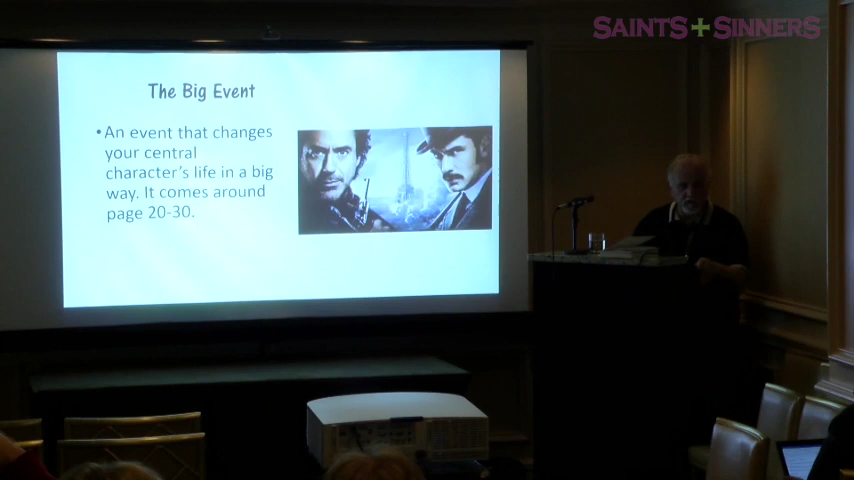 SAINTS+SINNERS
The Big Event
•An event that changes
your central
character's life in a big
way. It comes around
page 20-30.